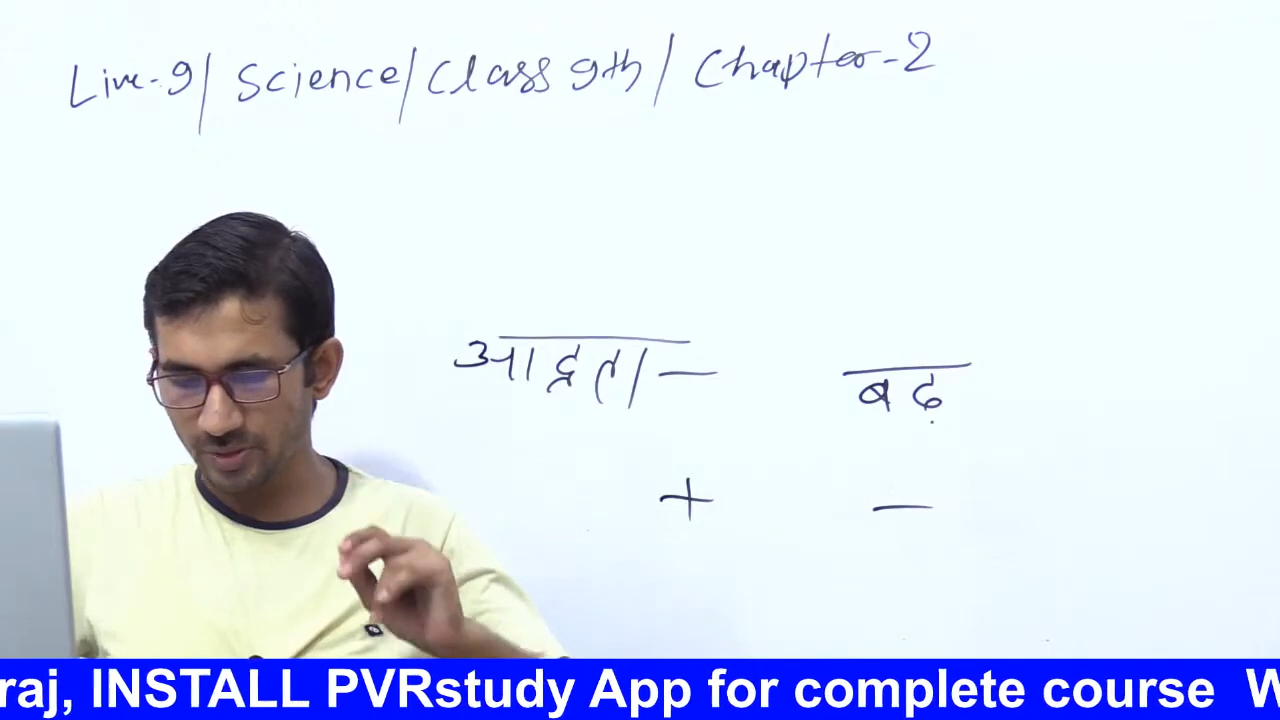 Live-9/ Science/ Class 9th/ Chapter-2
आद्रता — बढ़
+ —
raj, INSTALL PVRstudy App for complete course W